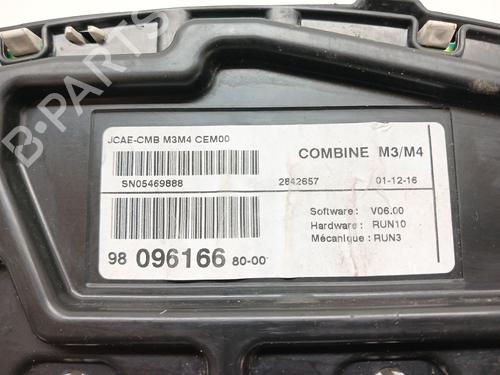 B-PARTS
JCAE-CMB M3M4 CEM00
COMBINE M3/M4
SN05469888 2842657 01-12-16
Software : V06.00
Hardware : RUN10
Mécanique : RUN3
98 096166 80-00